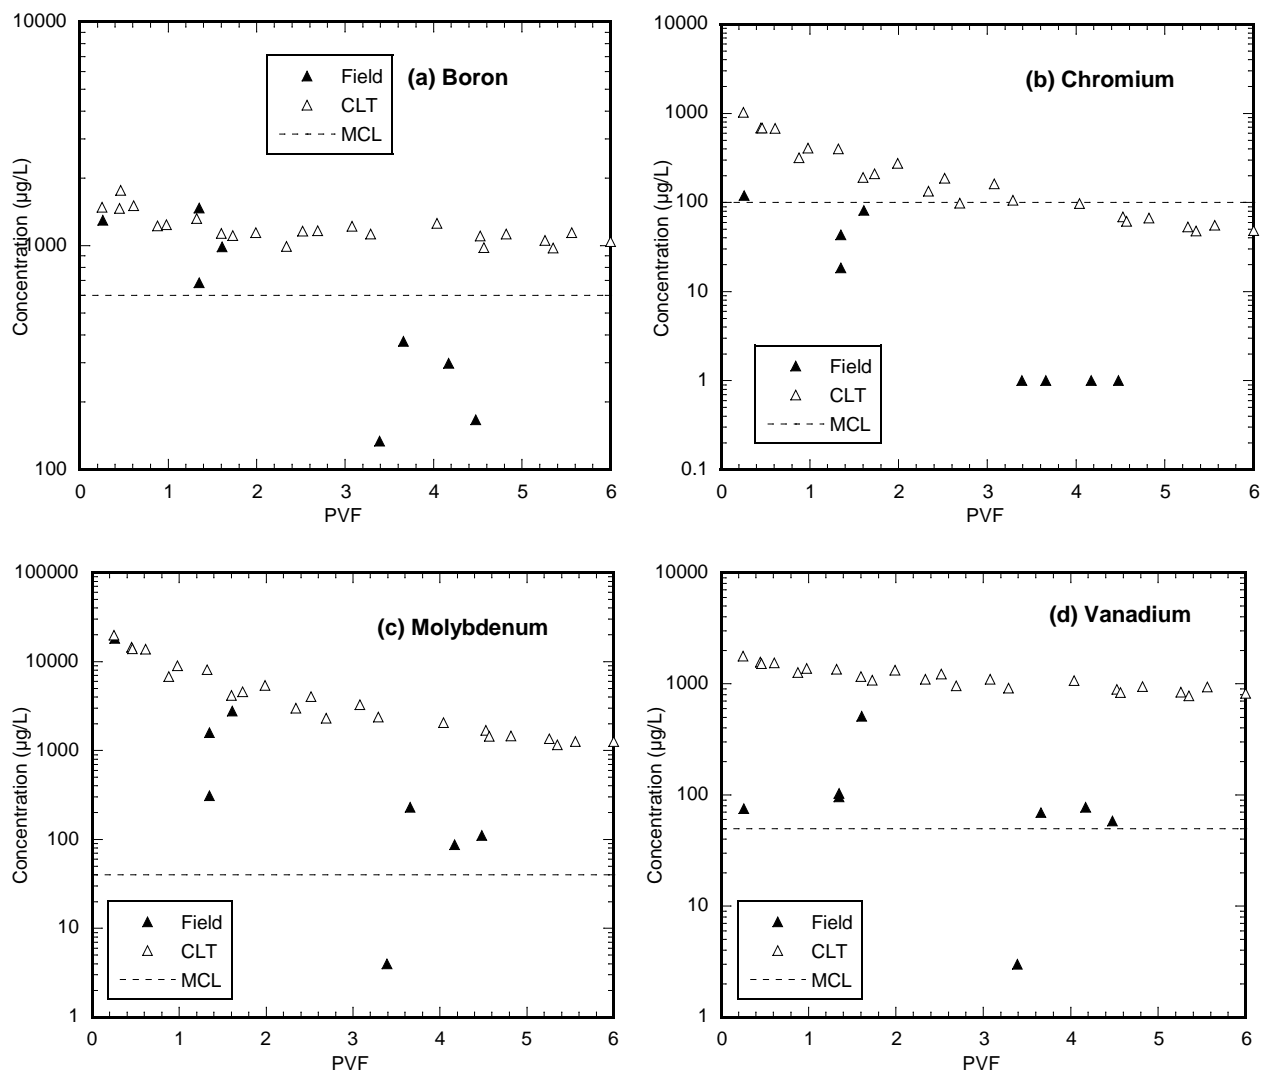 10000
1000
100
Concentration (µg/L)
Field
CLT
MCL
(a) Boron
0 1 2 3 4 5 6
PVF
10000
1000
100
10
1
0.1
Concentration (µg/L)
(b) Chromium
Field
CLT
MCL
0 1 2 3 4 5 6
PVF
100000
10000
1000
100
10
1
Concentration (µg/L)
(c) Molybdenum
Field
CLT
MCL
0 1 2 3 4 5 6
PVF
10000
1000
100
10
1
Concentration (µg/L)
(d) Vanadium
Field
CLT
MCL
0 1 2 3 4 5 6
PVF